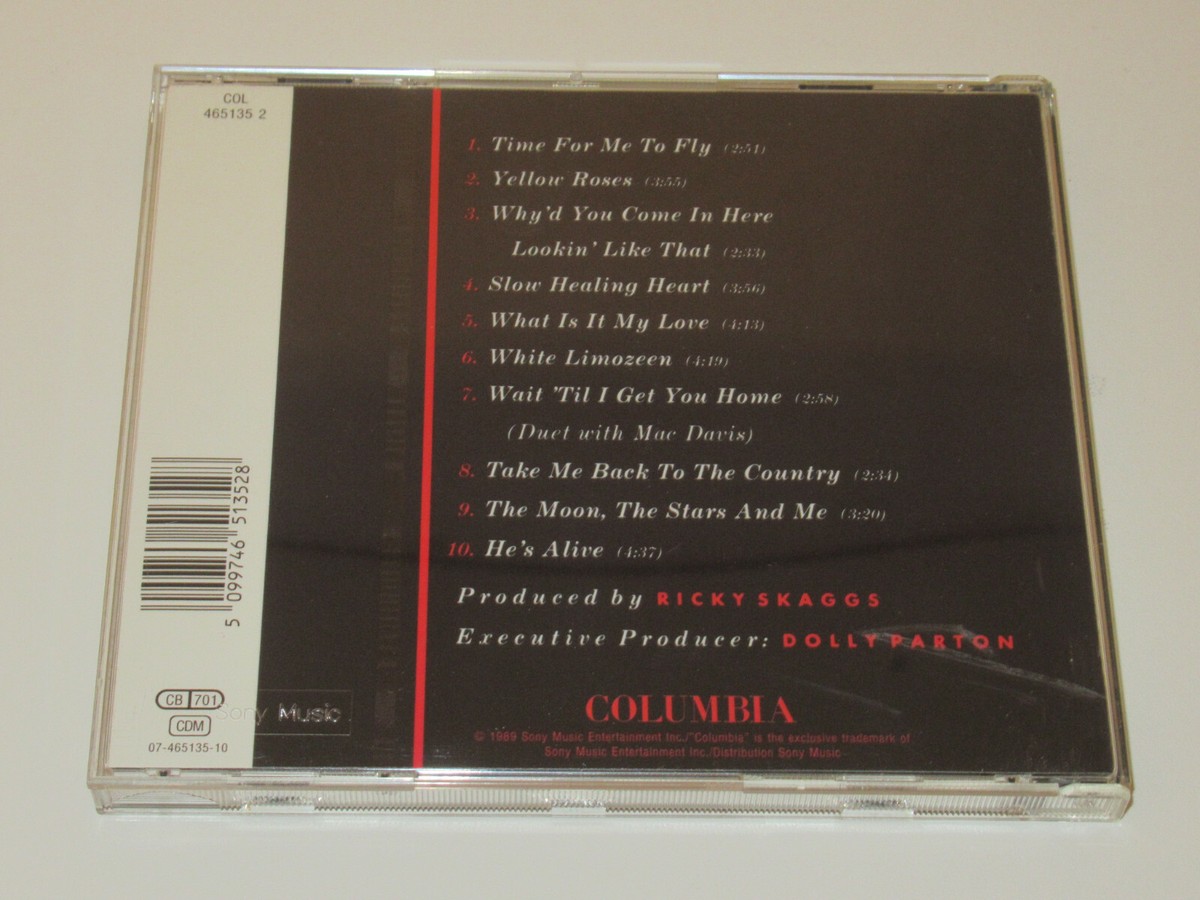 COL
465135 2
1. Time For Me To Fly (2:51)
2. Yellow Roses (3:55)
3. Why'd You Come In Here
Lookin' Like That (2:33)
4. Slow Healing Heart (3:56)
5. What Is It My Love (4:13)
6. White Limozeen (4:19)
7. Wait 'Til I Get You Home (2:58)
(Duet with Mac Davis)
8. Take Me Back To The Country (2:34)
9. The Moon, The Stars And Me (3:20)
10. He's Alive (4:37)
Produced by RICKY SKAGGS
Executive Producer: DOLLY PARTON
COLUMBIA
© 1989 Sony Music Entertainment Inc./"Columbia" is the exclusive trademark of
Sony Music Entertainment Inc./Distribution Sony Music
5 099746 513528
CB 701
Sony Music
CDM
07-465135-10